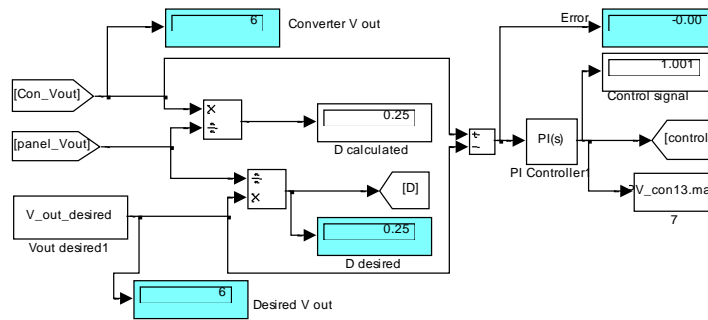 6
Converter V out
Error
-0.00
1.001
Control signal
[Con_Vout]
×
÷
0.25
D calculated
+
−
PI(s)
PI Controller1
[control
[panel_Vout]
÷
×
[D]
V_con13.ma
7
V_out_desired
Vout desired1
0.25
D desired
6
Desired V out